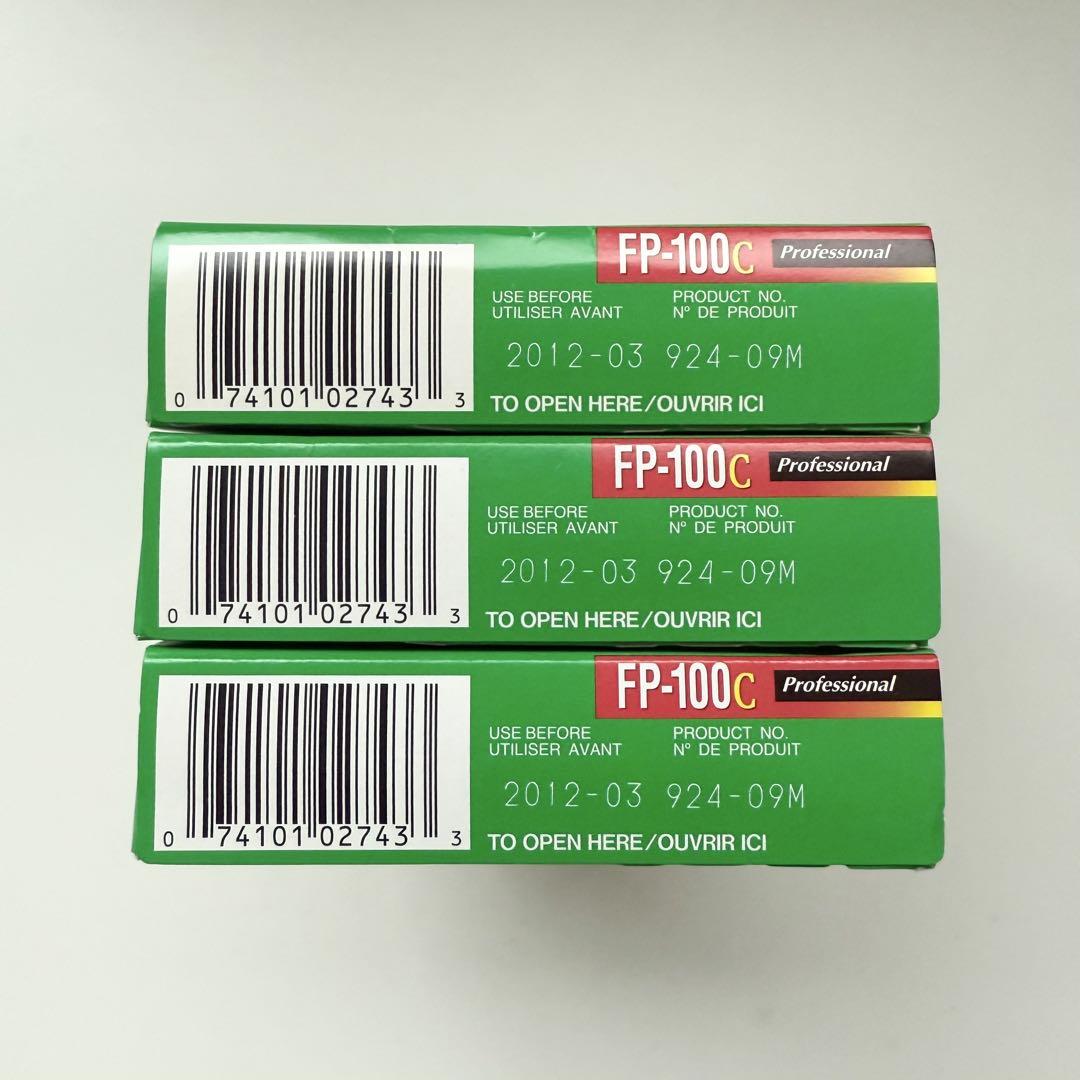 FP-100C Professional
USE BEFORE PRODUCT NO.
UTILISER AVANT Nº DE PRODUIT
2012-03 924-09M
0 74101 02743 3
TO OPEN HERE/OUVRIR ICI
FP-100C Professional
USE BEFORE PRODUCT NO.
UTILISER AVANT Nº DE PRODUIT
2012-03 924-09M
0 74101 02743 3
TO OPEN HERE/OUVRIR ICI
FP-100C Professional
USE BEFORE PRODUCT NO.
UTILISER AVANT Nº DE PRODUIT
2012-03 924-09M
0 74101 02743 3
TO OPEN HERE/OUVRIR ICI